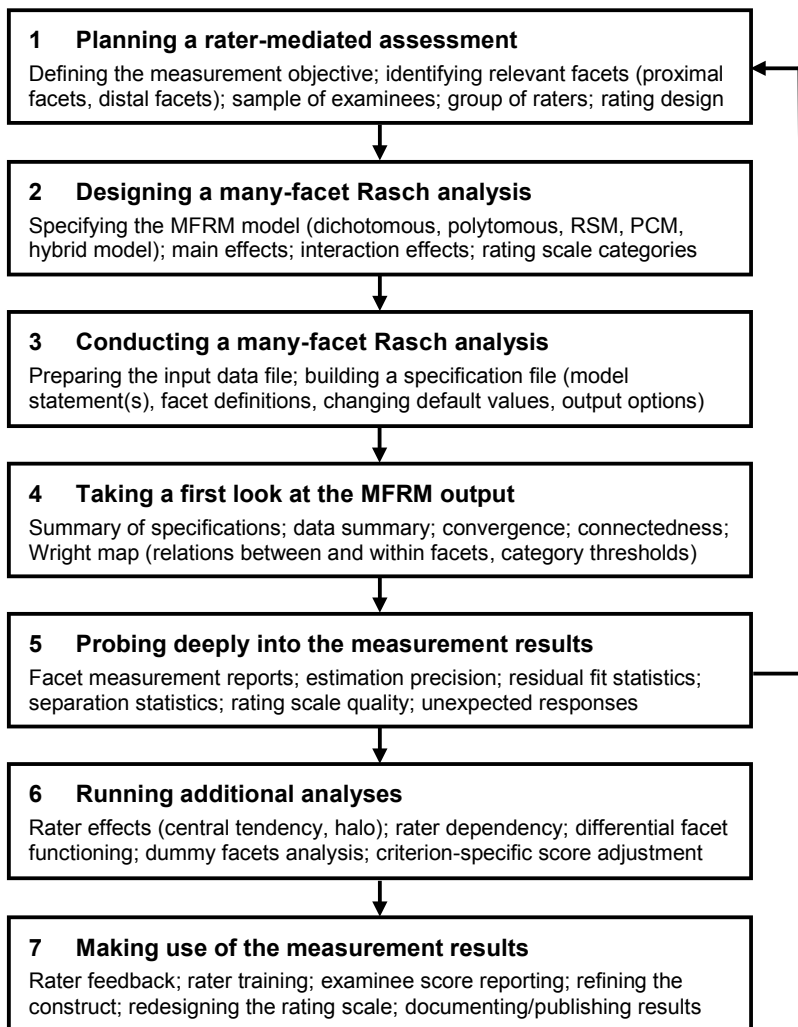 1 Planning a rater-mediated assessment
Defining the measurement objective; identifying relevant facets (proximal
facets, distal facets); sample of examinees; group of raters; rating design
2 Designing a many-facet Rasch analysis
Specifying the MFRM model (dichotomous, polytomous, RSM, PCM,
hybrid model); main effects; interaction effects; rating scale categories
3 Conducting a many-facet Rasch analysis
Preparing the input data file; building a specification file (model
statement(s), facet definitions, changing default values, output options)
4 Taking a first look at the MFRM output
Summary of specifications; data summary; convergence; connectedness;
Wright map (relations between and within facets, category thresholds)
5 Probing deeply into the measurement results
Facet measurement reports; estimation precision; residual fit statistics;
separation statistics; rating scale quality; unexpected responses
6 Running additional analyses
Rater effects (central tendency, halo); rater dependency; differential facet
functioning; dummy facets analysis; criterion-specific score adjustment
7 Making use of the measurement results
Rater feedback; rater training; examinee score reporting; refining the
construct; redesigning the rating scale; documenting/publishing results